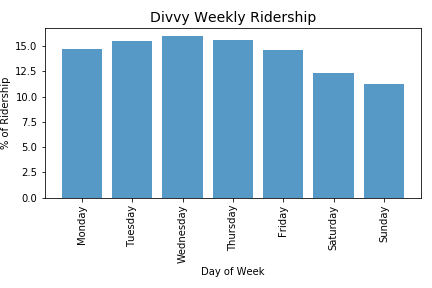 Divvy Weekly Ridership
% of Ridership
15.0
12.5
10.0
7.5
5.0
2.5
0.0
Monday
Tuesday
Wednesday
Thursday
Friday
Saturday
Sunday
Day of Week